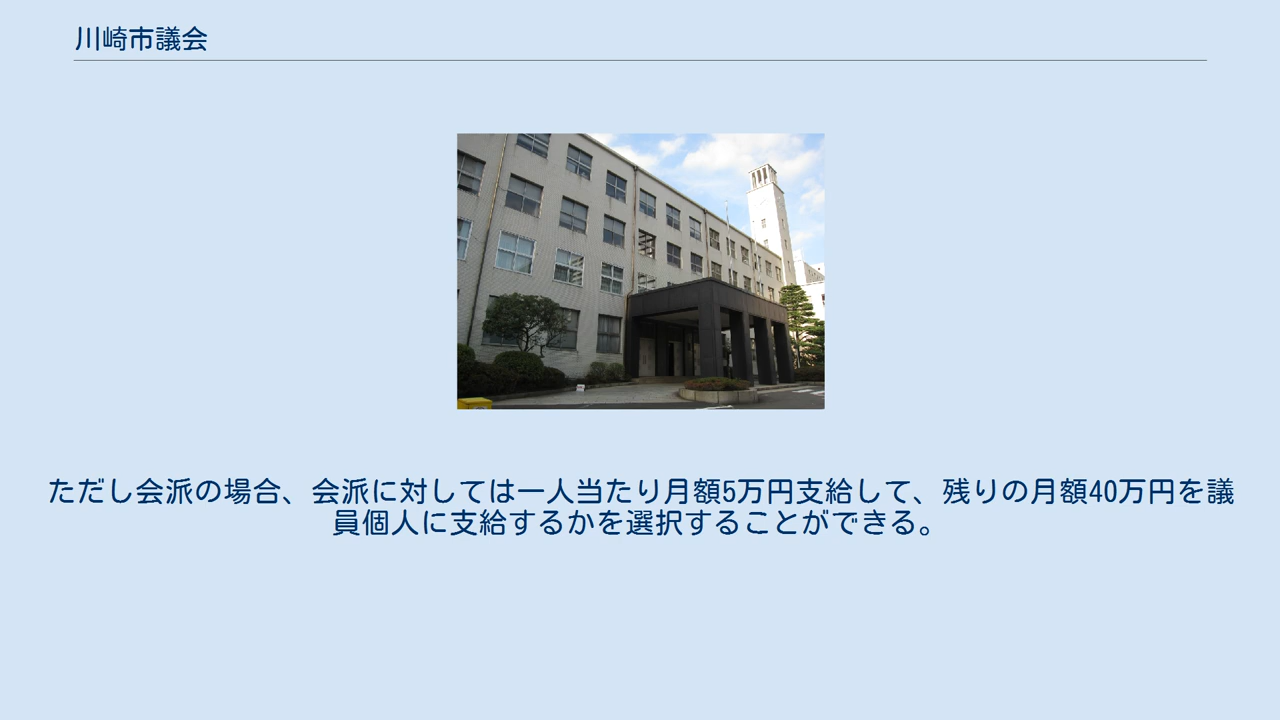 川崎市議会
ただし会派の場合、会派に対しては一人当たり月額5万円支給して、残りの月額40万円を議
員個人に支給するかを選択することができる。